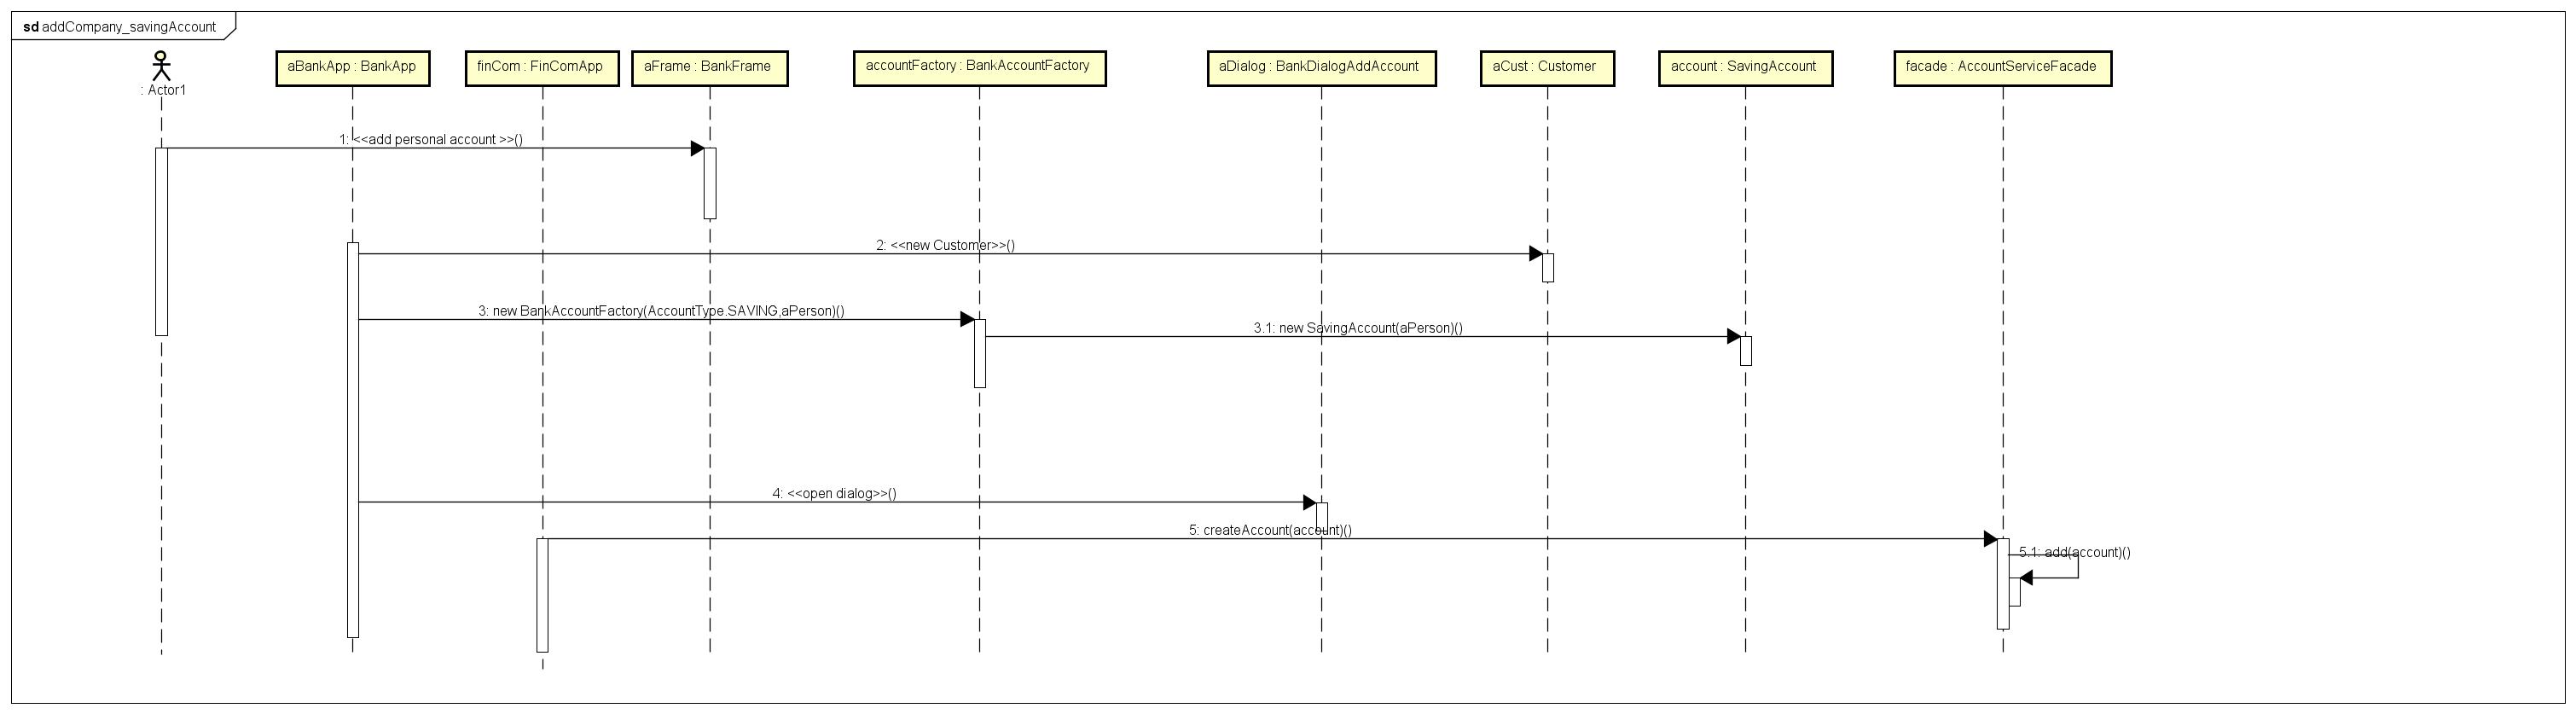 sd addCompany_savingAccount
: Actor1
aBankApp : BankApp
finCom : FinComApp
aFrame : BankFrame
accountFactory : BankAccountFactory
aDialog : BankDialogAddAccount
aCust : Customer
account : SavingAccount
facade : AccountServiceFacade
1: <<add personal account >>()
2: <<new Customer>>()
3: new BankAccountFactory(AccountType.SAVING,aPerson)()
3.1: new SavingAccount(aPerson)()
4: <<open dialog>>()
5: createAccount(account)()
5.1: add(account)()